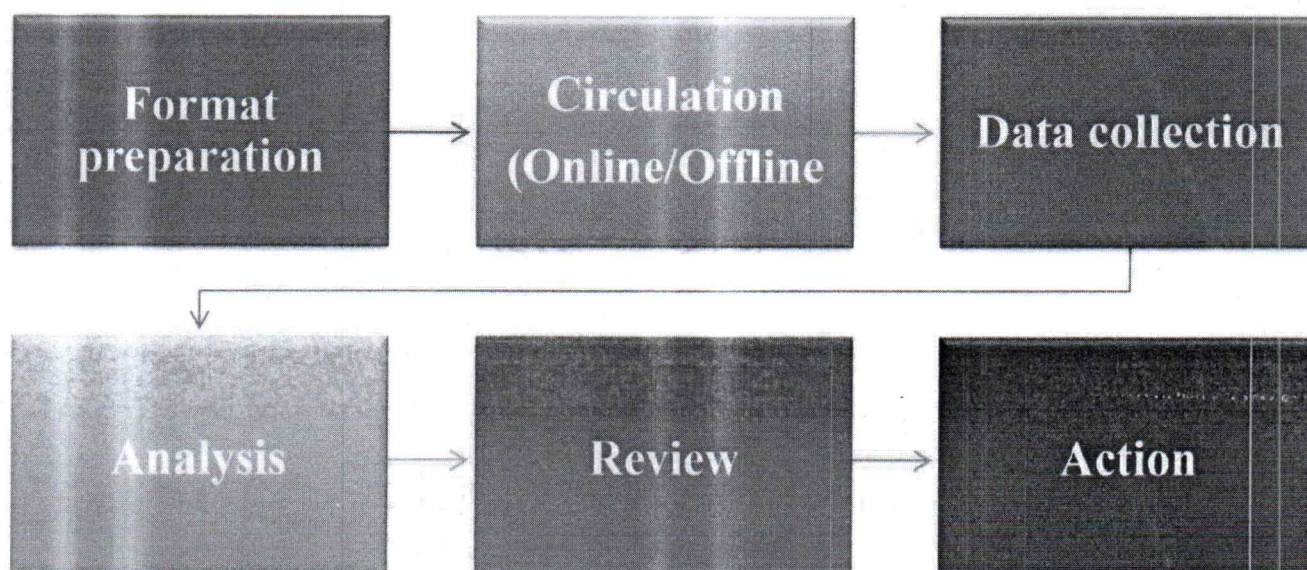 Format
preparation
Circulation
(Online/Offline
Data collection
Analysis
Review
Action